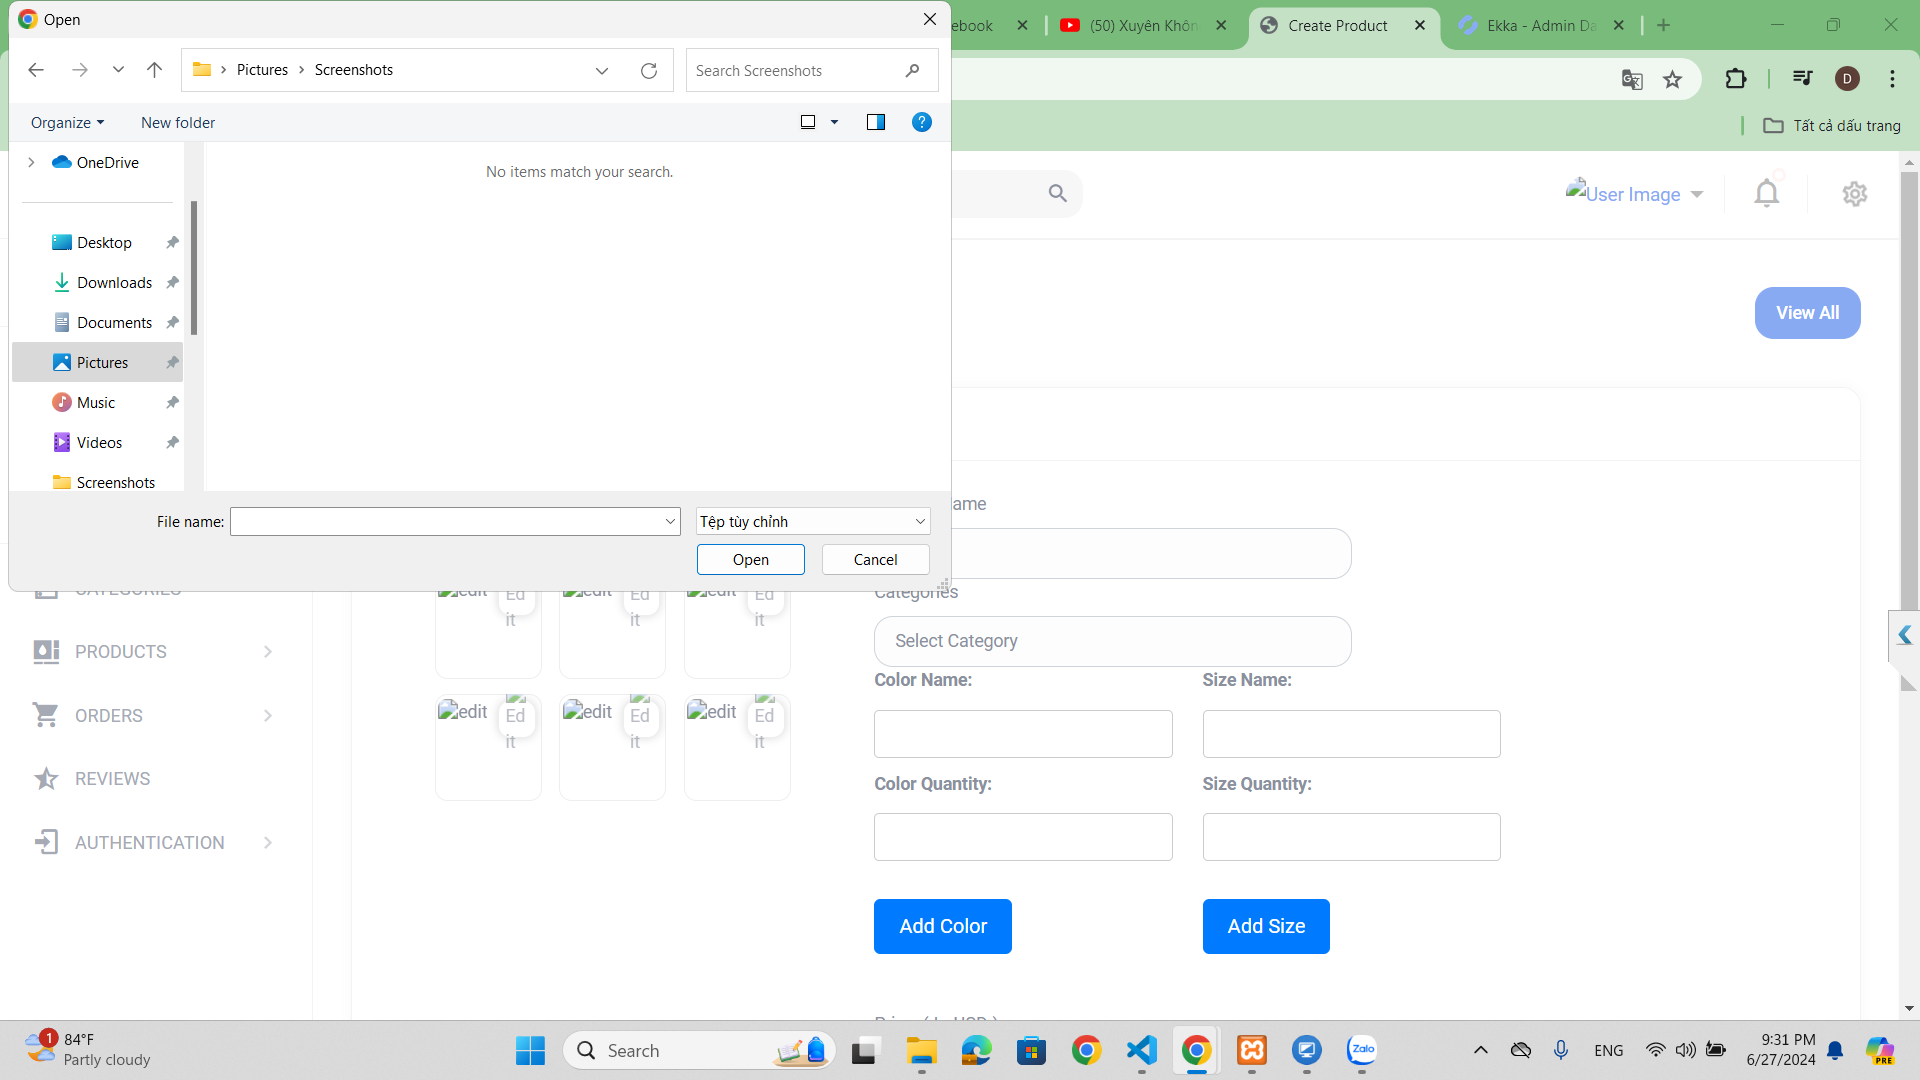 Open
Pictures
Screenshots
Search Screenshots
Organize
New folder
OneDrive
Desktop
Downloads
Documents
Pictures
Music
Videos
Screenshots
No items match your search.
File name:
Tệp tùy chỉnh
Open
Cancel
ebook
(50) Xuyên Khôn
Create Product
Ekka - Admin Da
D
Tất cả dấu trang
User Image
View All
ame
Categories
Select Category
Color Name:
Size Name:
Color Quantity:
Size Quantity:
Add Color
Add Size
CATEGORIES
PRODUCTS
ORDERS
REVIEWS
AUTHENTICATION
edit
Ed
it
edit
Ed
it
edit
Ed
it
edit
Ed
it
edit
Ed
it
edit
Ed
it
1
84°F
Partly cloudy
Search
Zalo
ENG
9:31 PM
6/27/2024
PRE